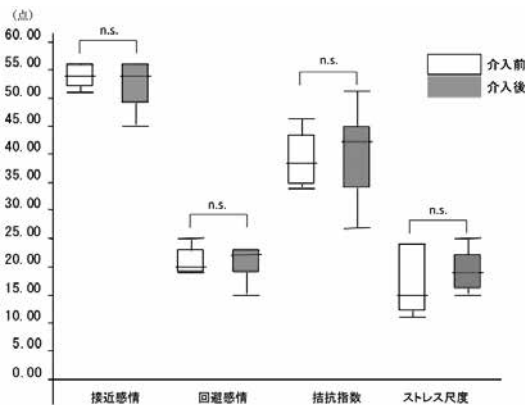 (点)
60.00
55.00
50.00
45.00
40.00
35.00
30.00
25.00
20.00
15.00
10.00
5.00
0.00
n.s.
n.s.
n.s.
n.s.
介入前
介入後
接近感情
回避感情
拮抗指数
ストレス尺度